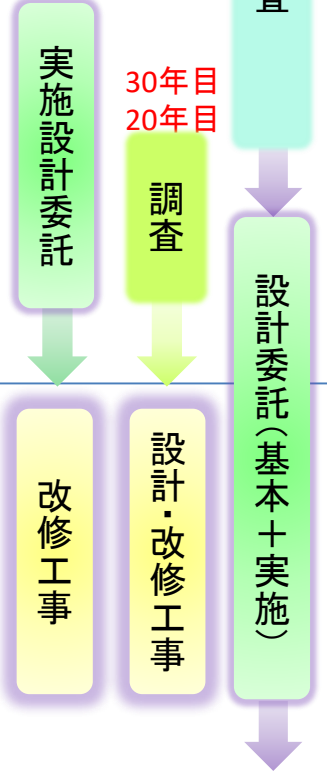 実施設計委託
改修工事
30年目
20年目
調査
設計・改修工事
査
設計委託(基本＋実施)